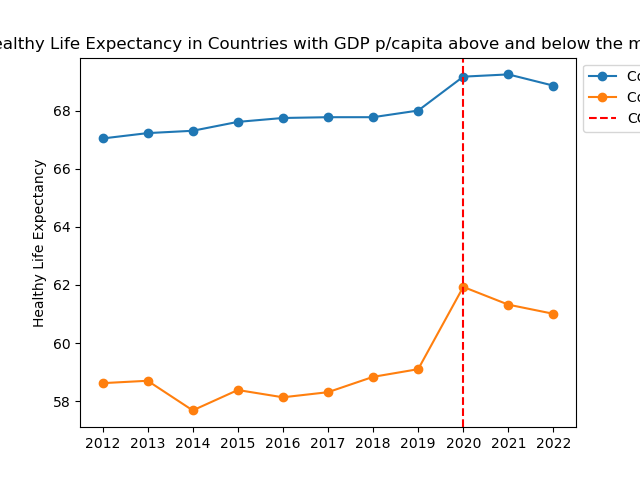 ealthy Life Expectancy in Countries with GDP p/capita above and below the m
Healthy Life Expectancy
68
66
64
62
60
58
2012 2013 2014 2015 2016 2017 2018 2019 2020 2021 2022
Co
Co
CO